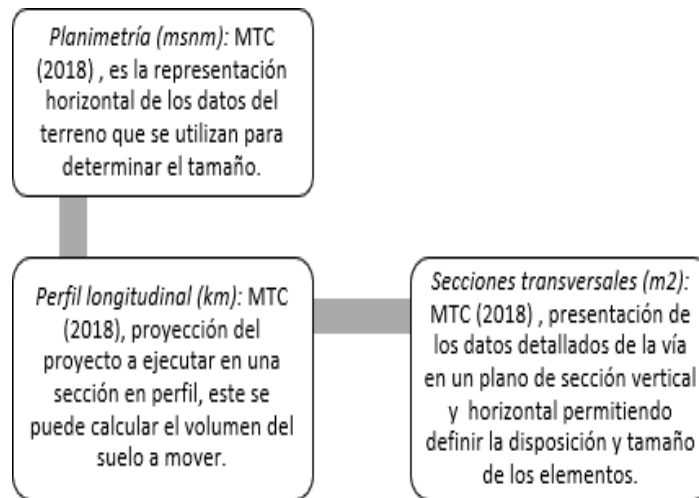 Planimetría (msnm): MTC
(2018) , es la representación
horizontal de los datos del
terreno que se utilizan para
determinar el tamaño.
Perfil longitudinal (km): MTC
(2018), proyección del
proyecto a ejecutar en una
sección en perfil, este se
puede calcular el volumen del
suelo a mover.
Secciones transversales (m2):
MTC (2018) , presentación de
los datos detallados de la vía
en un plano de sección vertical
y horizontal permitiendo
definir la disposición y tamaño
de los elementos.